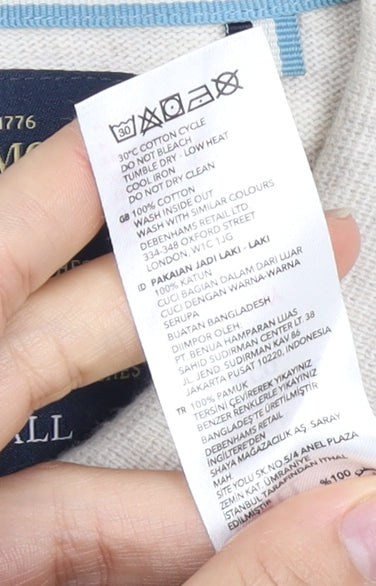 1776
30
30°C COTTON CYCLE
DO NOT BLEACH
TUMBLE DRY - LOW HEAT
COOL IRON
DO NOT DRY CLEAN
GB 100% COTTON
WASH INSIDE OUT
WASH WITH SIMILAR COLOURS
DEBENHAMS RETAIL LTD
334-348 OXFORD STREET
LONDON, W1C 1JG
ID PAKAIAN JADI LAKI - LAKI
100% KATUN
CUCI BAGIAN DALAM DARI LUAR
CUCI DENGAN WARNA-WARNA
SERUPA
BUATAN BANGLADESH
DIIMPOR OLEH:
PT. BENUA HAMPARAN LUAS
SAHID SUDIRMAN CENTER LT. 38
JL. JEND. SUDIRMAN KAV 86
JAKARTA PUSAT 10220, INDONESIA
TR 100% PAMUK
TERSİNİ ÇEVİREREK YIKAYINIZ
BENZER RENKLERLE YIKAYINIZ
BANGLADEŞ'TE ÜRETİLMİŞTİR
DEBENHAMS RETAIL
İNGİLTERE'DEN
SHAYA MAĞAZACILIK AŞ. SARAY
MAH.
SITE YOLU SK.NO.5/4 ANEL PLAZA
ZEMİN KAT, ÜMRANİYE,
İSTANBUL TARAFINDAN İTHAL
EDİLMİŞTİR
%100
ALL